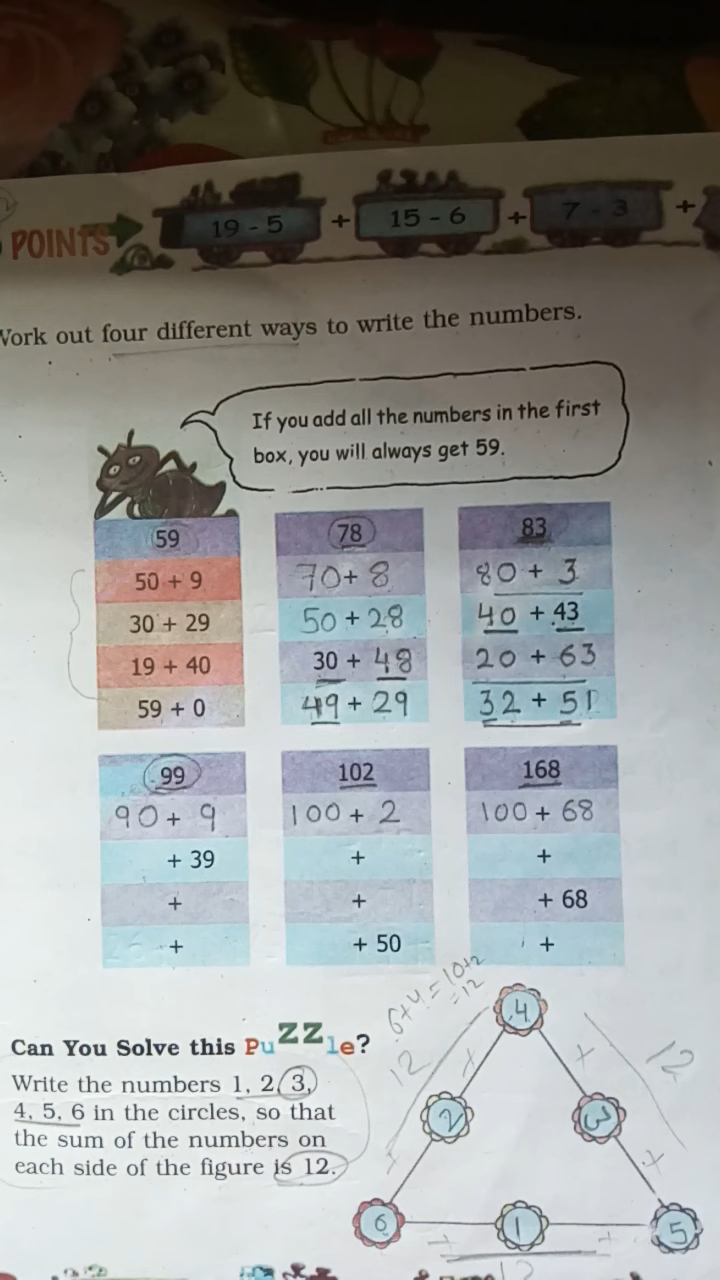 POINTS 19 - 5 + 15 - 6 + 7 - 3 +
Work out four different ways to write the numbers.
If you add all the numbers in the first
box, you will always get 59.
59
50 + 9
30 + 29
19 + 40
59 + 0
78
70 + 8
50 + 28
30 + 48
49 + 29
83
80 + 3
40 + 43
20 + 63
32 + 51
99
90 + 9
+ 39
+
+
102
100 + 2
+
+
+ 50
168
100 + 68
+
+ 68
+
Can You Solve this PuZZle?
Write the numbers 1, 2, 3,
4, 5, 6 in the circles, so that
the sum of the numbers on
each side of the figure is 12.
6+4=10+2
=12
4
12 + + 12
2 3
+ +
6 1 5
+ +
12